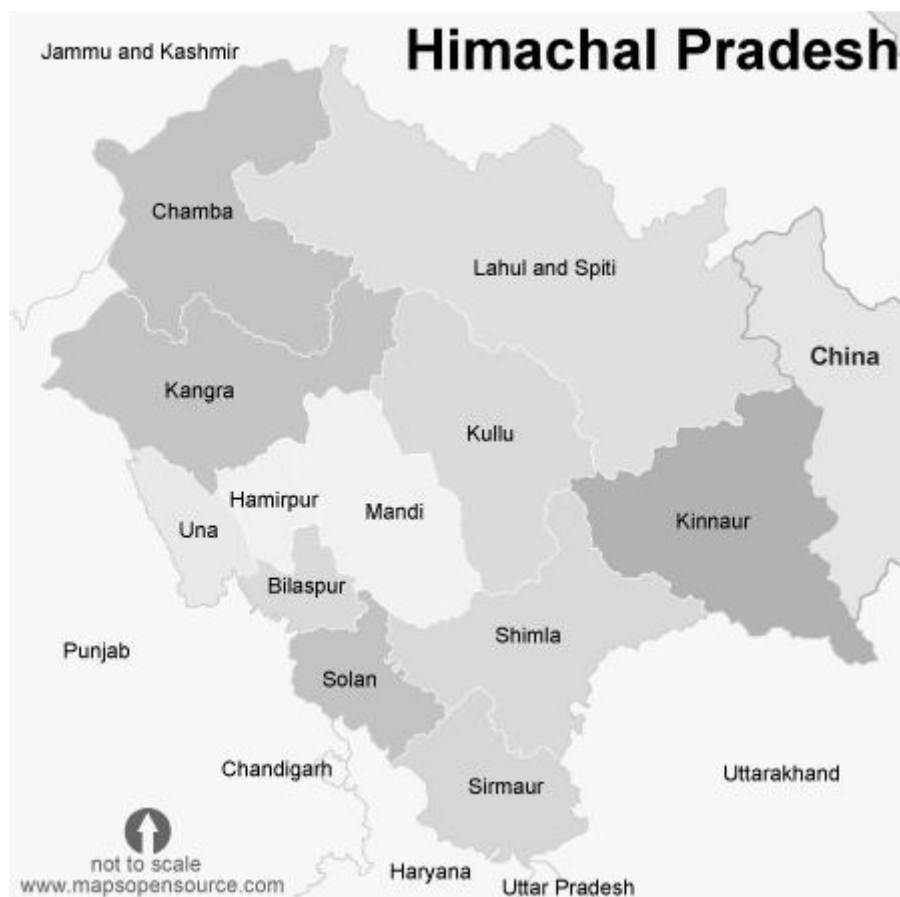 Himachal Pradesh
Jammu and Kashmir
Chamba
Lahul and Spiti
China
Kangra
Kullu
Hamirpur
Mandi
Kinnaur
Una
Bilaspur
Shimla
Punjab
Solan
Chandigarh
Sirmaur
Uttarakhand
not to scale
www.mapsopensource.com
Haryana
Uttar Pradesh